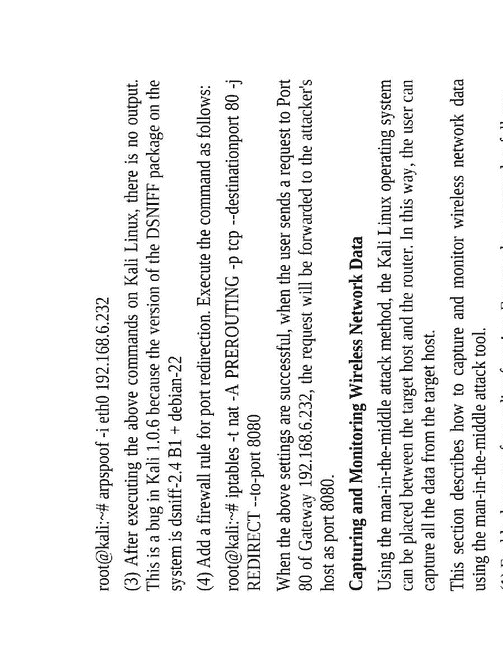 root@kali:~# arpspoof -i eth0 192.168.6.232
(3) After executing the above commands on Kali Linux, there is no output.
This is a bug in Kali 1.0.6 because the version of the DSNIFF package on the
system is dsniff-2.4 B1 + debian-22
(4) Add a firewall rule for port redirection. Execute the command as follows:
root@kali:~# iptables -t nat -A PREROUTING -p tcp --destinationport 80 -j
REDIRECT --to-port 8080
When the above settings are successful, when the user sends a request to Port
80 of Gateway 192.168.6.232, the request will be forwarded to the attacker's
host as port 8080.
Capturing and Monitoring Wireless Network Data
Using the man-in-the-middle attack method, the Kali Linux operating system
can be placed between the target host and the router. In this way, the user can
capture all the data from the target host.
This section describes how to capture and monitor wireless network data
using the man-in-the-middle attack tool.